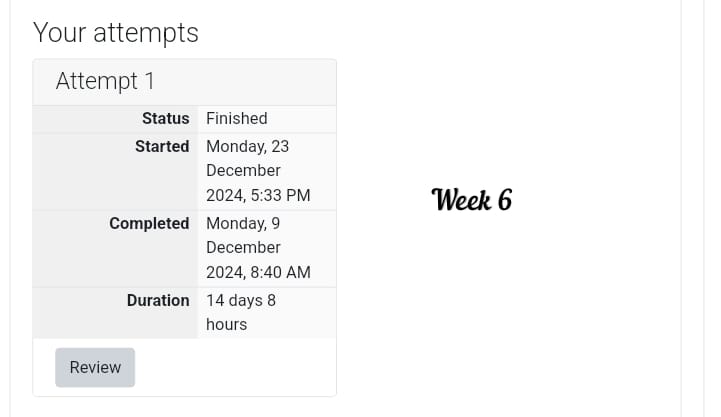 Your attempts
Attempt 1
Status Finished
Started Monday, 23
December
2024, 5:33 PM
Week 6
Completed Monday, 9
December
2024, 8:40 AM
Duration 14 days 8
hours
Review